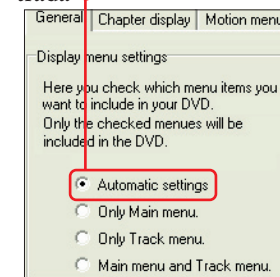 General Chapter display Motion menu
Display menu settings
Here you check which menu items you
want to include in your DVD.
Only the checked menues will be
included in the DVD.
Automatic settings
Only Main menu.
Only Track menu.
Main menu and Track menu.